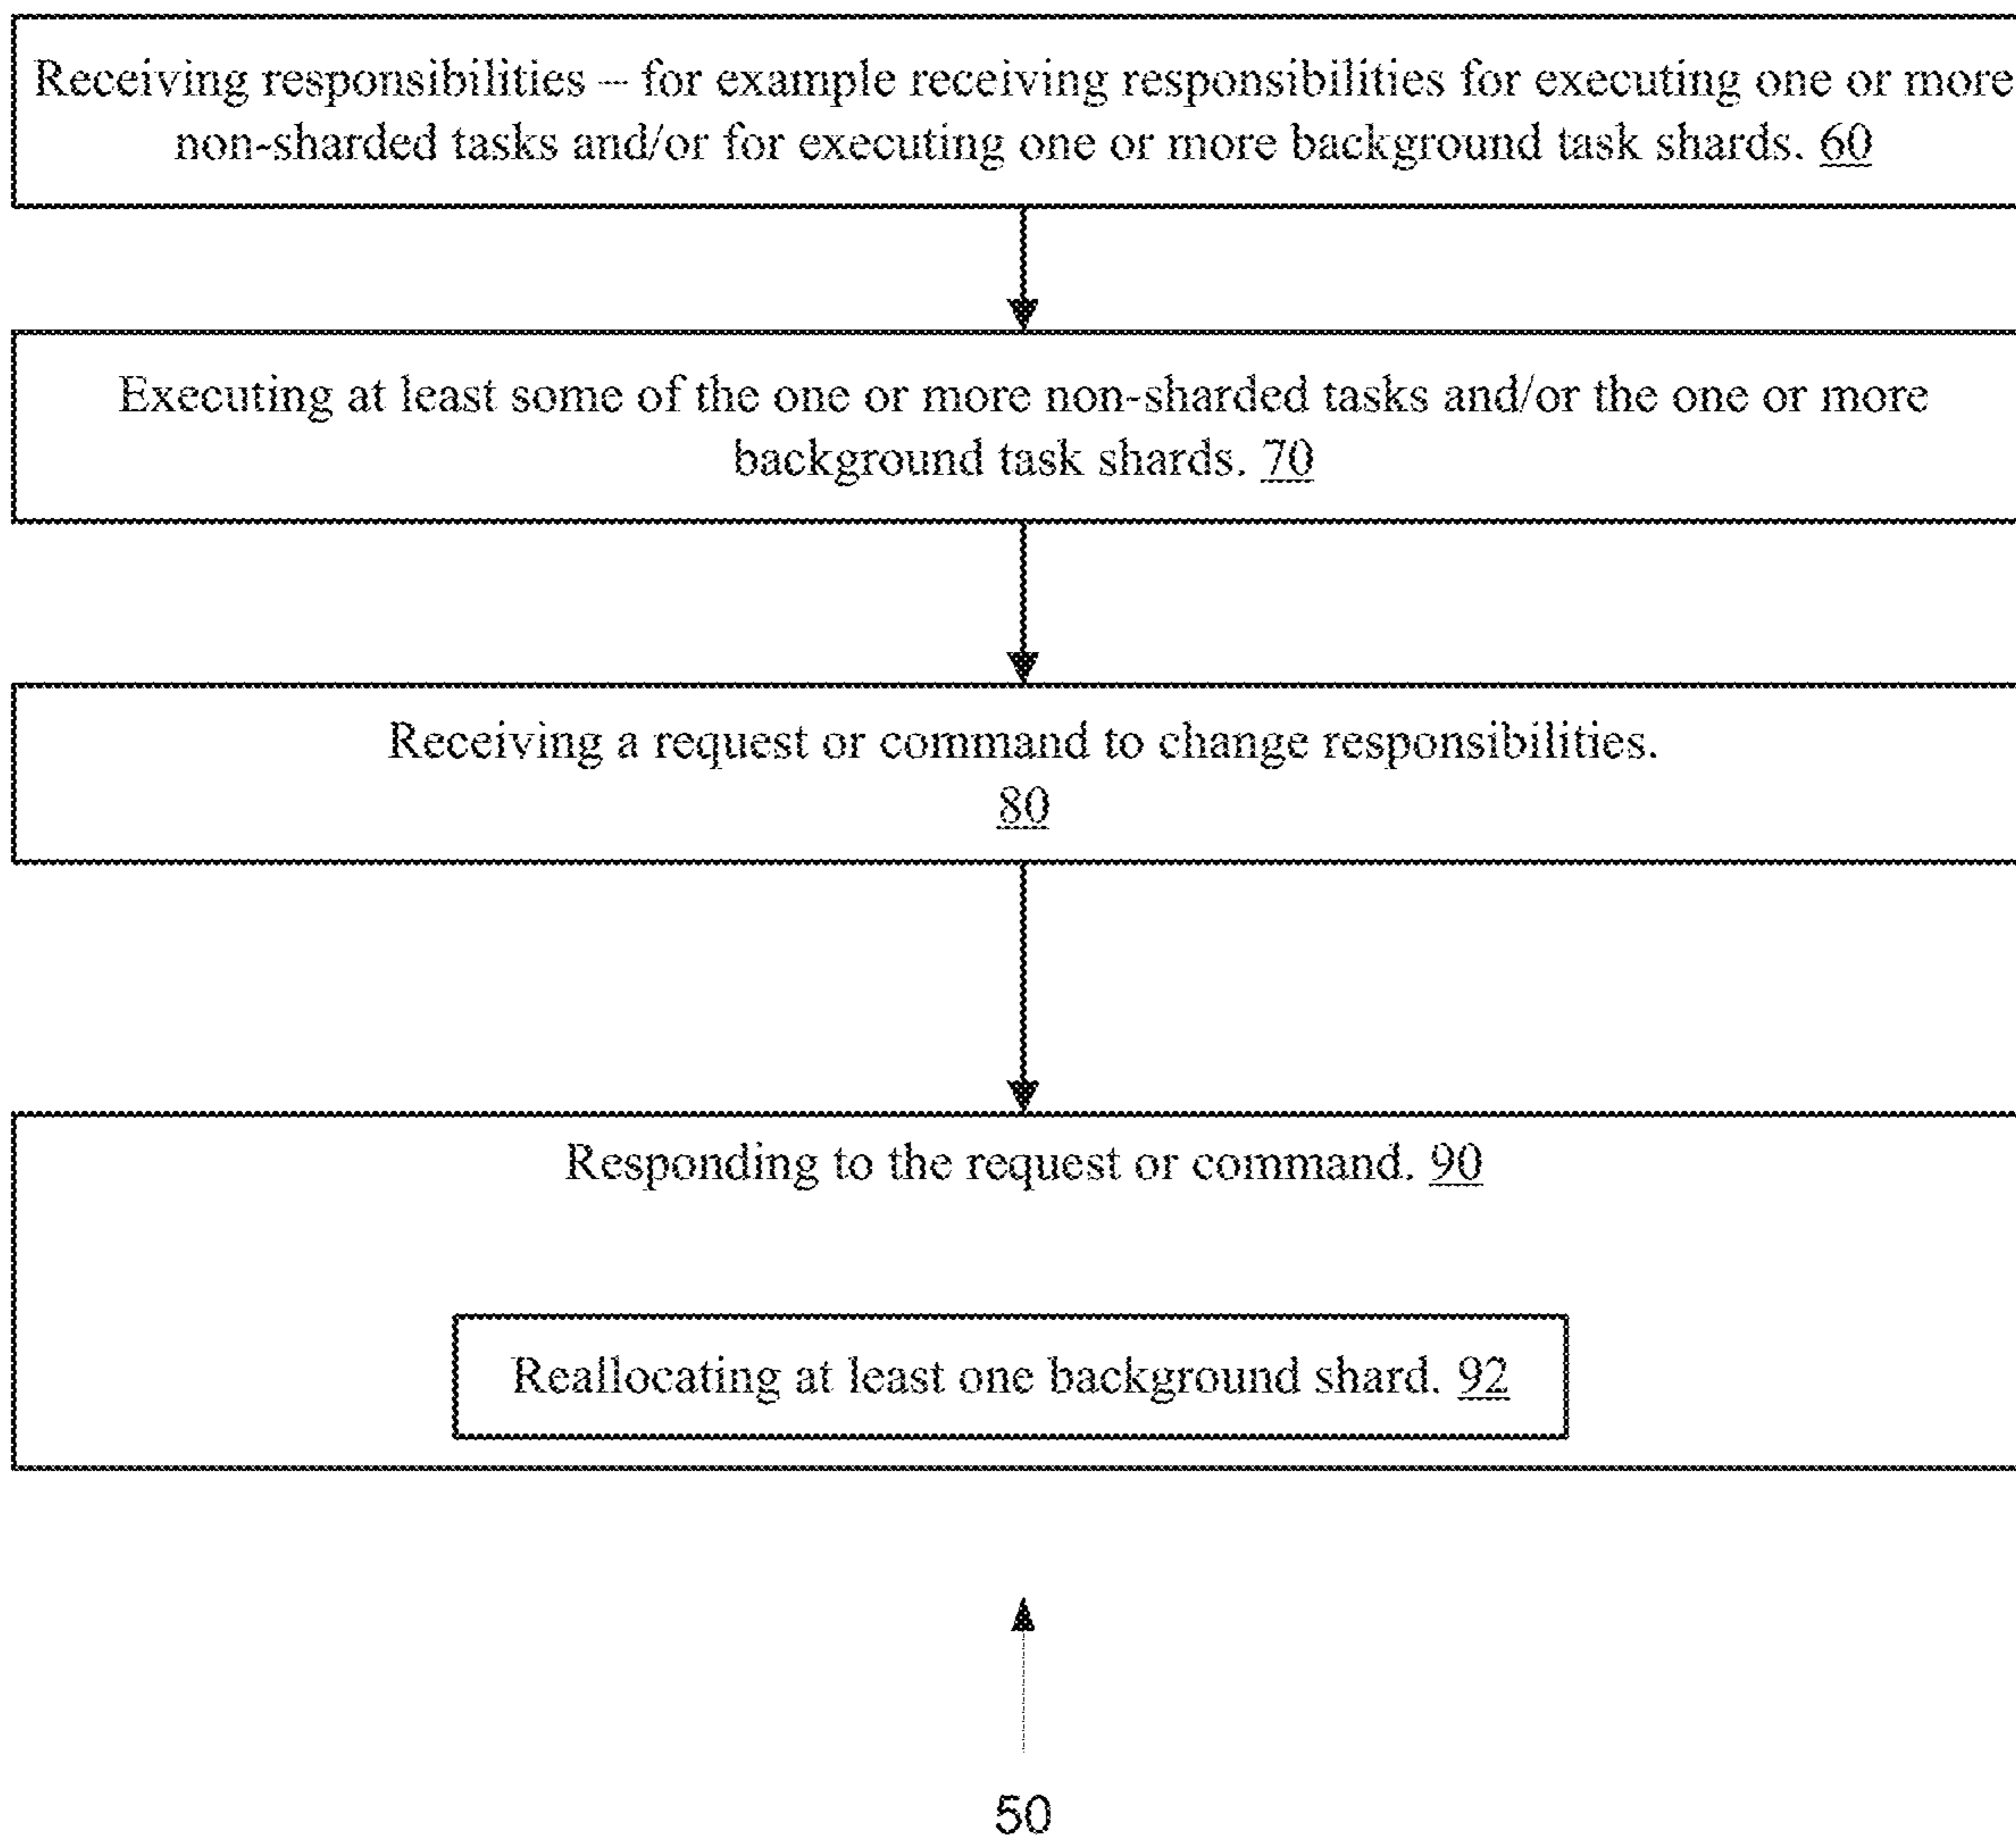 Receiving responsibilities – for example receiving responsibilities for executing one or more
non-sharded tasks and/or for executing one or more background task shards. 60
Executing at least some of the one or more non-sharded tasks and/or the one or more
background task shards. 70
Receiving a request or command to change responsibilities.
80
Responding to the request or command. 90
Reallocating at least one background shard. 92
50